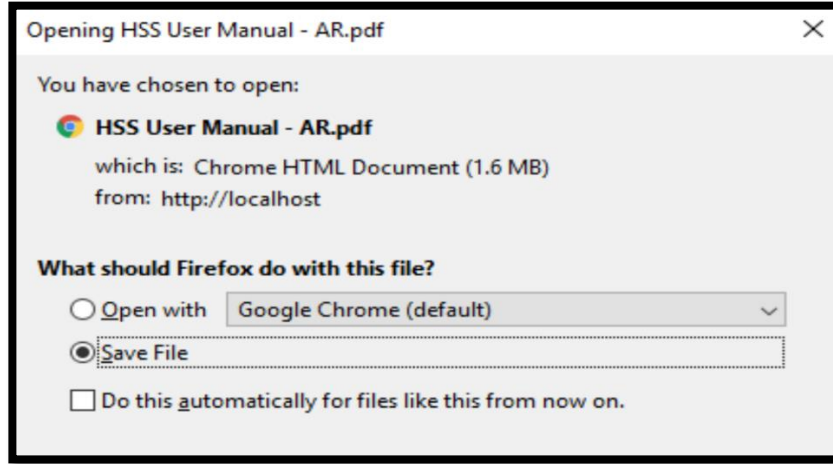 Opening HSS User Manual - AR.pdf
You have chosen to open:
HSS User Manual - AR.pdf
which is: Chrome HTML Document (1.6 MB)
from: http://localhost
What should Firefox do with this file?
Open with Google Chrome (default)
Save File
Do this automatically for files like this from now on.